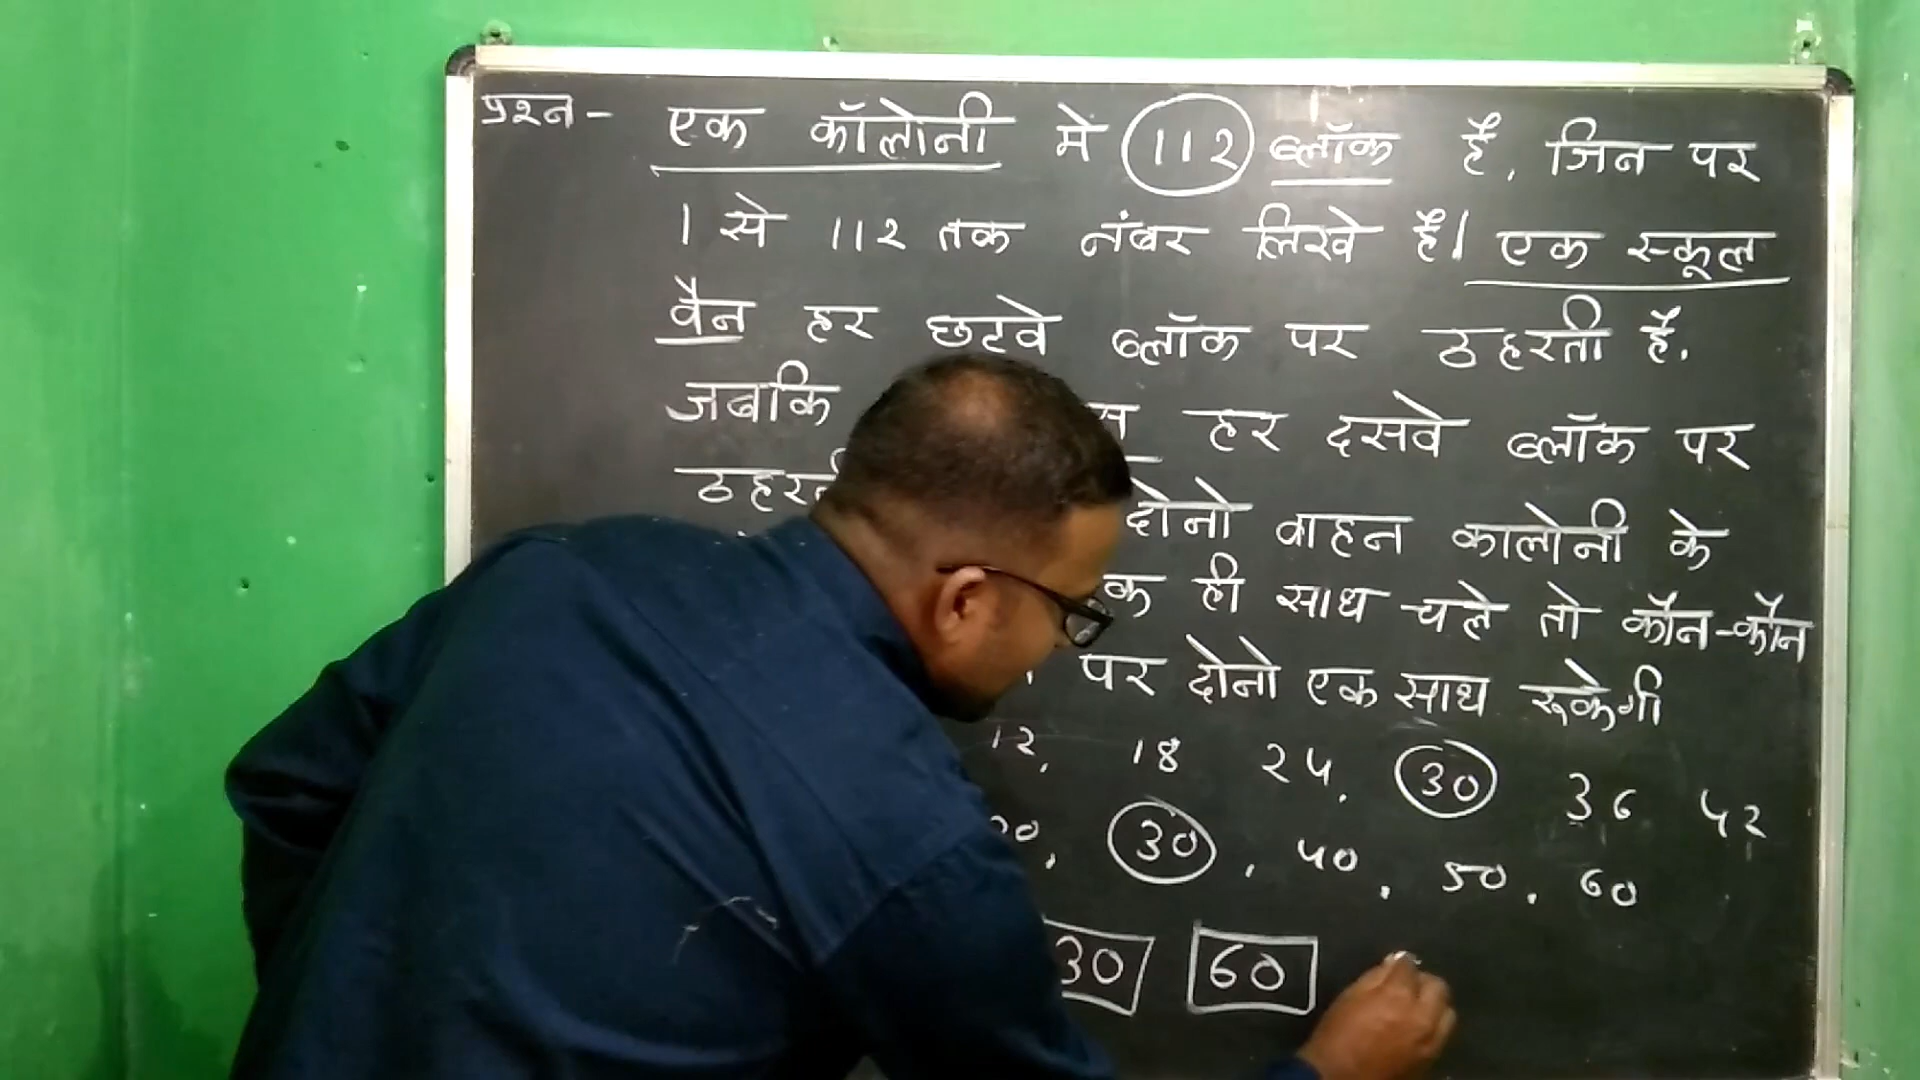 प्रश्न- एक कॉलोनी मे 112 ब्लॉक है, जिन पर
1 से 112 तक नंबर लिखे है। एक स्कूल
वैन हर छटवे ब्लॉक पर ठहरती है.
जबकि हर दसवे ब्लॉक पर
दोनो वाहन कालोनी के
ही साथ चले तो कौन-कौन
पर दोनो एक साथ रूकेगी
12, 18 24, 30 36 42
30, 40, 50, 60
30 60